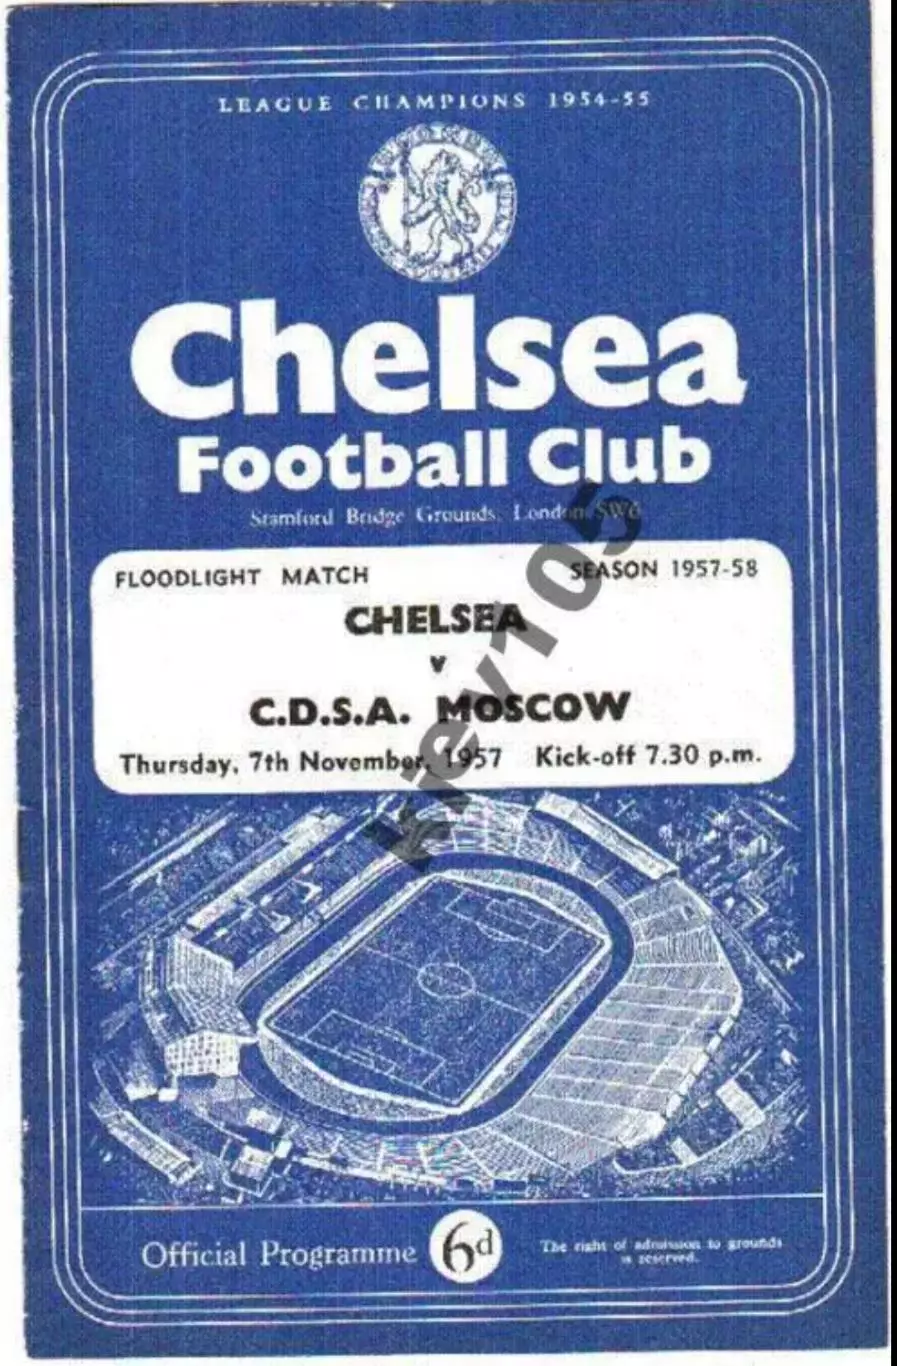 LEAGUE CHAMPIONS 1954-55
Chelsea
Football Club
Stamford Bridge Grounds, London SW6
FLOODLIGHT MATCH SEASON 1957-58
CHELSEA
v
C.D.S.A. MOSCOW
Thursday, 7th November, 1957 Kick-off 7.30 p.m.
Kiev105
Official Programme 6d The right of admission to grounds
is reserved.